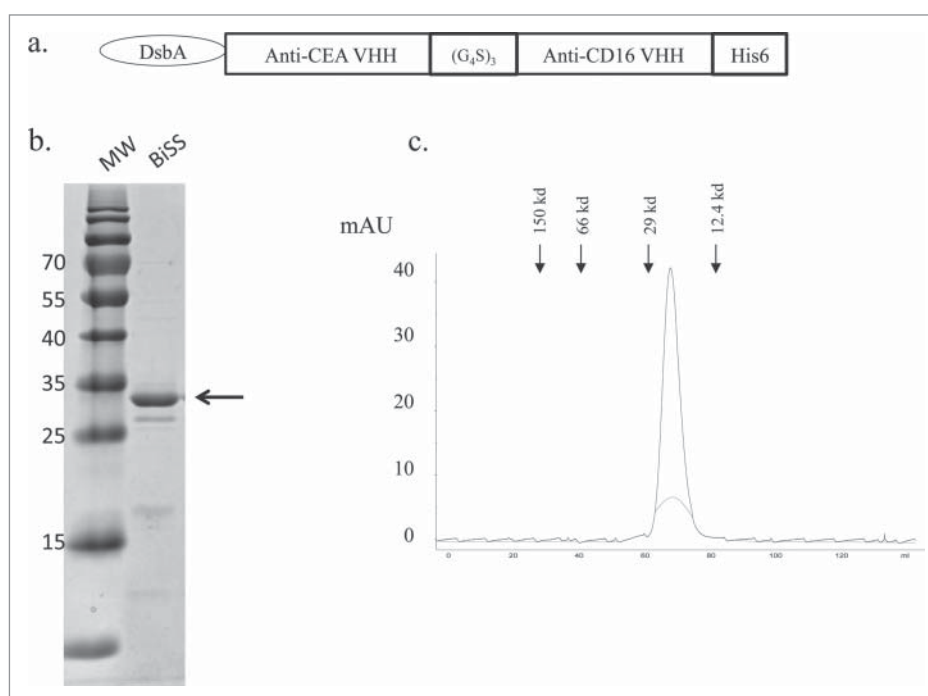 a.
DsbA
Anti-CEA VHH
(G₄S)₃
Anti-CD16 VHH
His6
b.
MW
BiSS
70
55
40
35
25
15
c.
mAU
150 kd
66 kd
29 kd
12.4 kd
40
30
20
10
0
0 20 40 60 80 100 120 ml